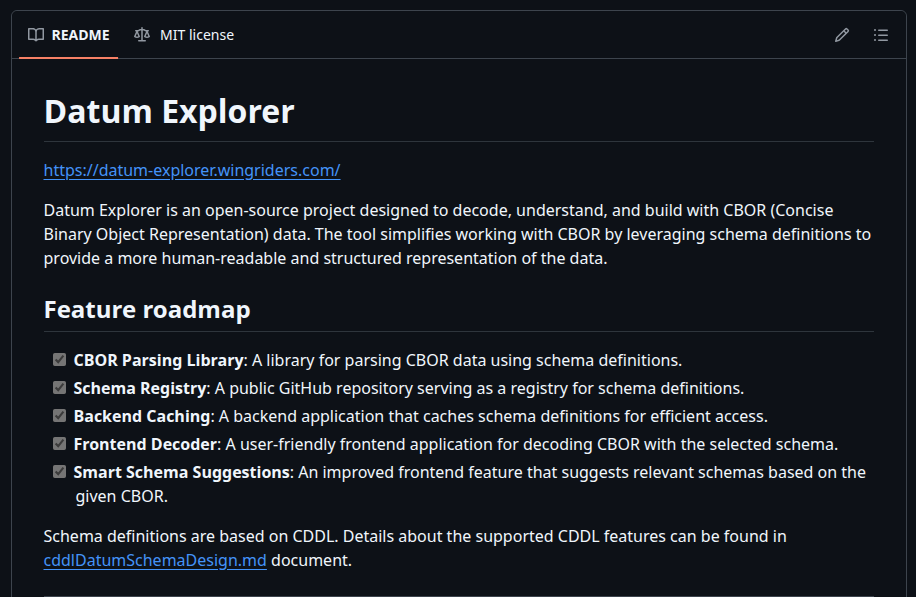 README
MIT license
Datum Explorer
https://datum-explorer.wingriders.com/
Datum Explorer is an open-source project designed to decode, understand, and build with CBOR (Concise
Binary Object Representation) data. The tool simplifies working with CBOR by leveraging schema definitions to
provide a more human-readable and structured representation of the data.
Feature roadmap
CBOR Parsing Library: A library for parsing CBOR data using schema definitions.
Schema Registry: A public GitHub repository serving as a registry for schema definitions.
Backend Caching: A backend application that caches schema definitions for efficient access.
Frontend Decoder: A user-friendly frontend application for decoding CBOR with the selected schema.
Smart Schema Suggestions: An improved frontend feature that suggests relevant schemas based on the
given CBOR.
Schema definitions are based on CDDL. Details about the supported CDDL features can be found in
cddlDatumSchemaDesign.md document.